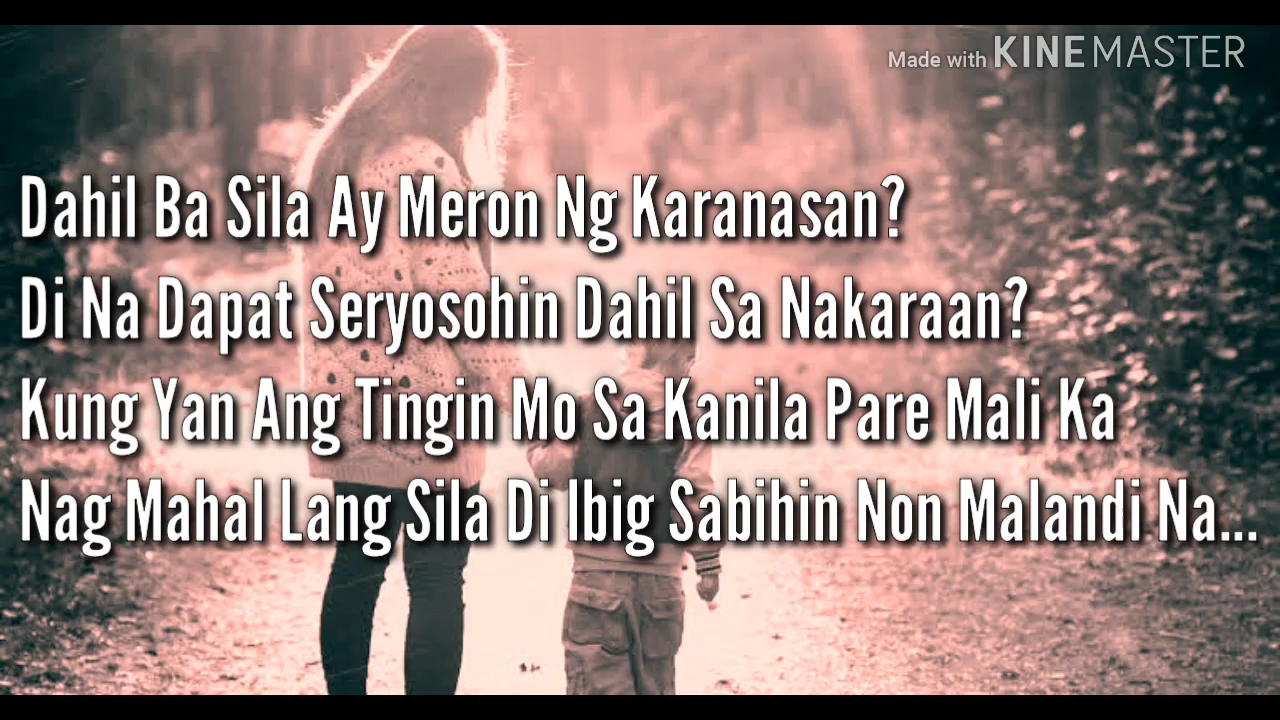 Made with KINEMASTER
Dahil Ba Sila Ay Meron Ng Karanasan?
Di Na Dapat Seryosohin Dahil Sa Nakaraan?
Kung Yan Ang Tingin Mo Sa Kanila Pare Mali Ka
Nag Mahal Lang Sila Di Ibig Sabihin Non Malandi Na...